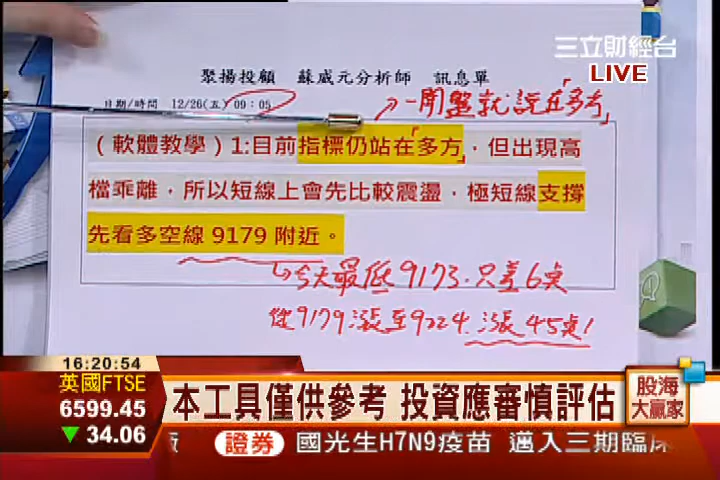 三立財經台
LIVE
聚揚投顧 蘇威元分析師 訊息單
日期/時間 12/26(五) 09:05
一開盤就說在「多方」
(軟體教學)1:目前指標仍站在「多方」,但出現高
檔乖離,所以短線上會先比較震盪,極短線支撐
先看多空線 9179 附近。
今天最低9173.只差6点
從9179漲至9224.漲45点!
16:20:54
英國FTSE
6599.45
▼ 34.06
本工具僅供參考 投資應審慎評估
股海
大贏家
證券 國光生H7N9疫苗 邁入三期臨床